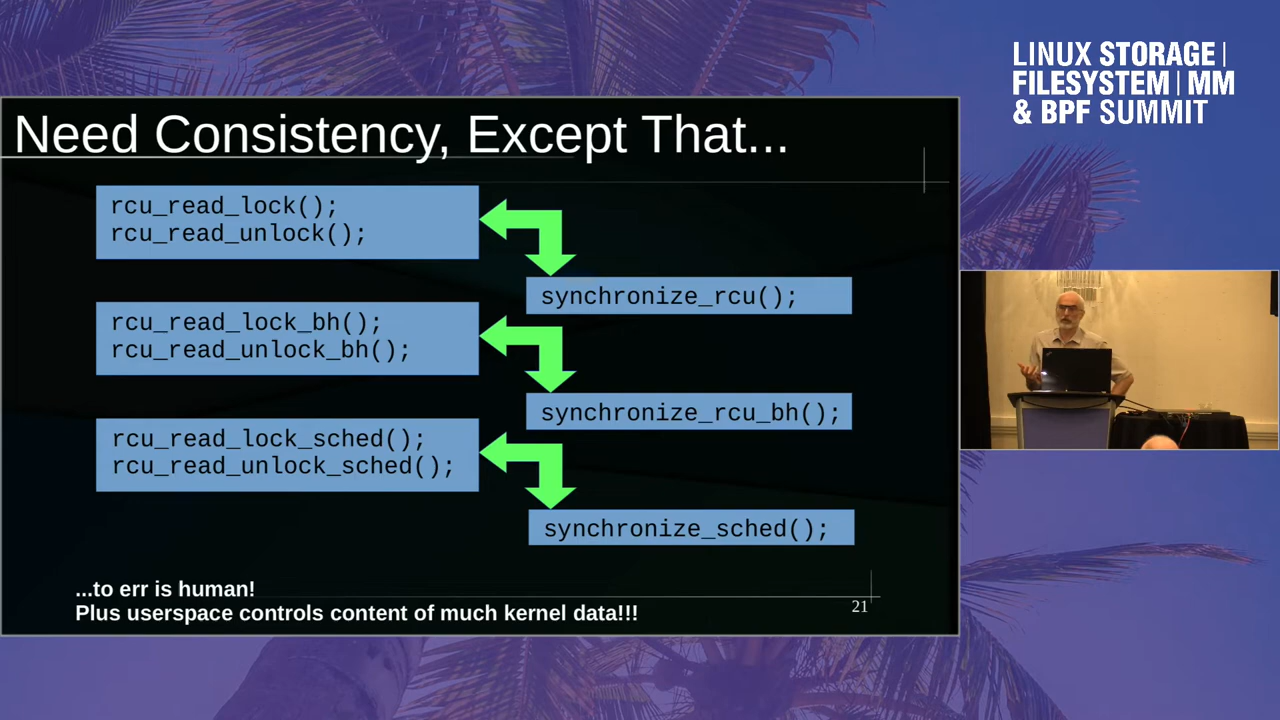 LINUX STORAGE |
FILESYSTEM | MM
& BPF SUMMIT
Need Consistency, Except That...
rcu_read_lock();
rcu_read_unlock();
synchronize_rcu();
rcu_read_lock_bh();
rcu_read_unlock_bh();
synchronize_rcu_bh();
rcu_read_lock_sched();
rcu_read_unlock_sched();
synchronize_sched();
...to err is human!
Plus userspace controls content of much kernel data!!!
21